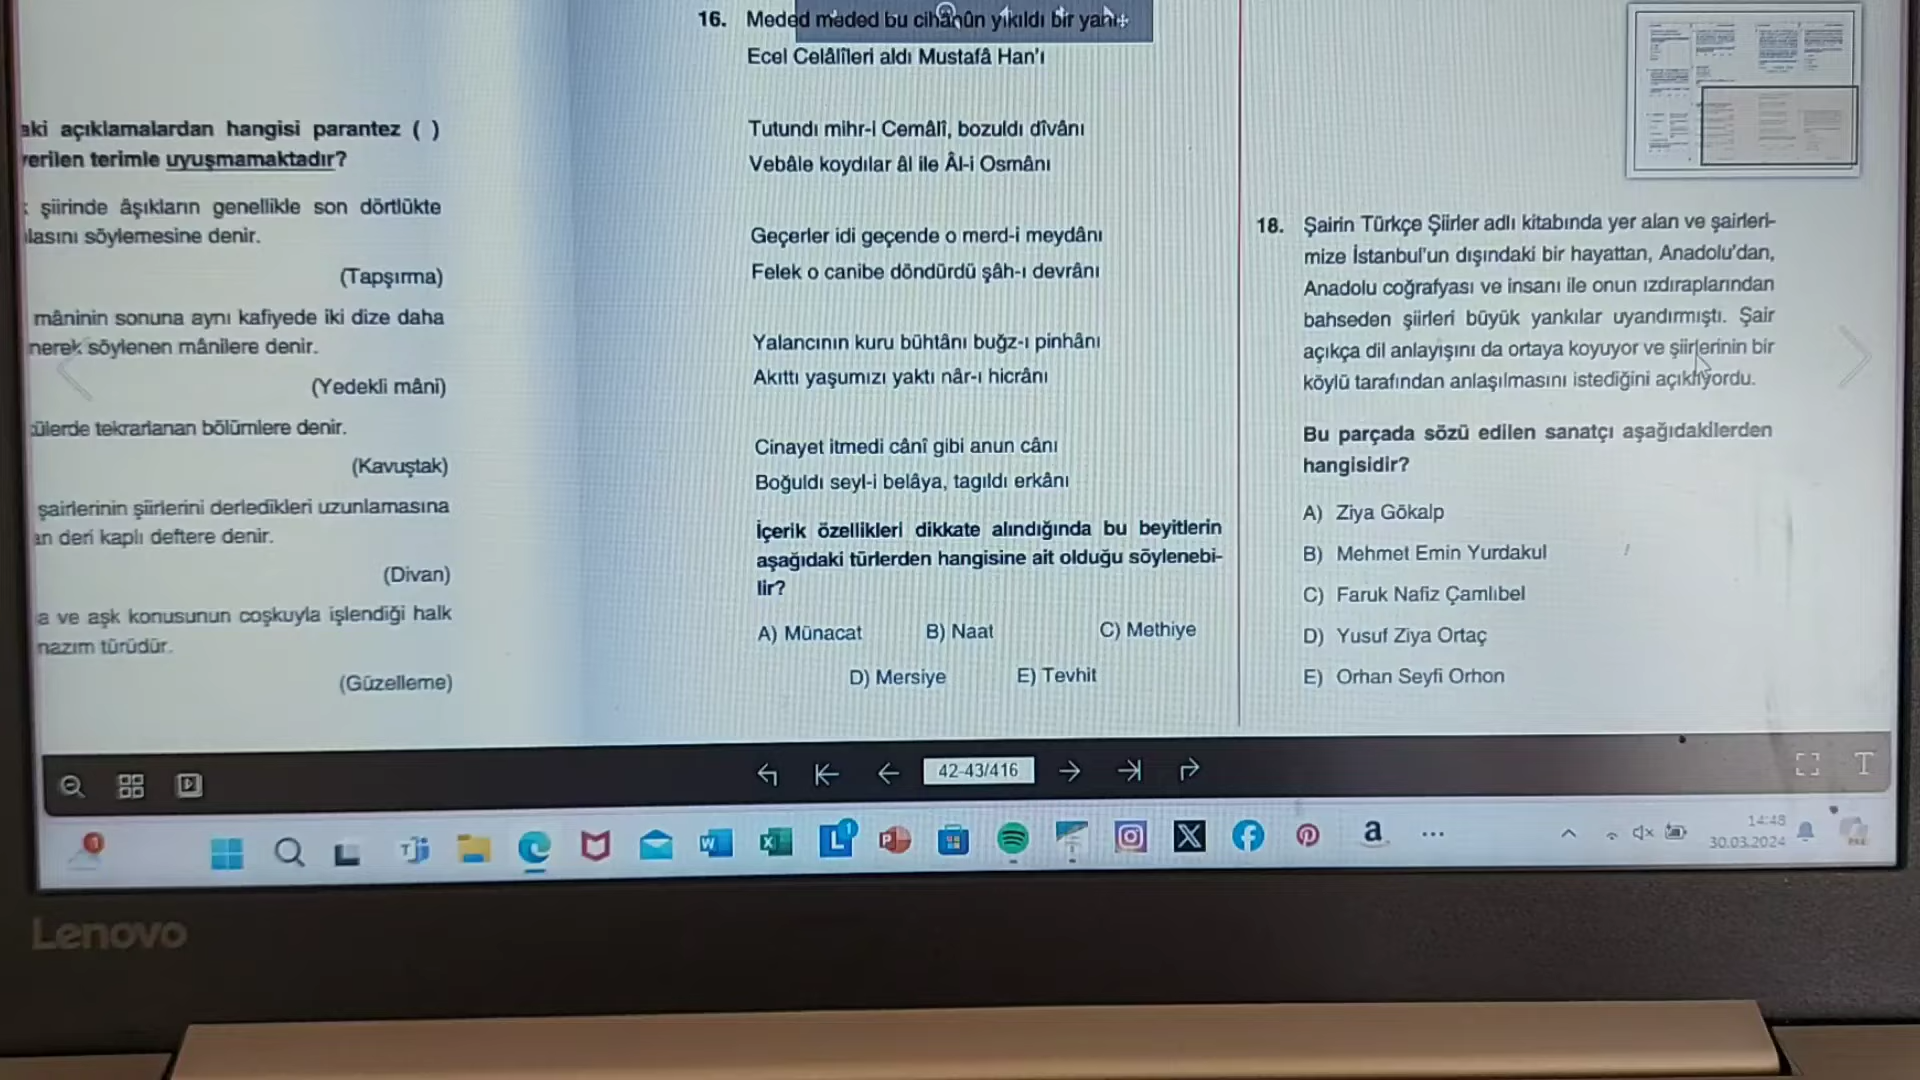 aki açıklamalardan hangisi parantez ( )
verilen terimle uyuşmamaktadır?
şiirinde âşıkların genellikle son dörtlükte
lasını söylemesine denir.
(Tapşırma)
mâninin sonuna aynı kafiyede iki dize daha
nerek söylenen mânilere denir.
(Yedekli mâni)
ülerde tekrarlanan bölümlere denir.
(Kavuştak)
şairlerinin şiirlerini derledikleri uzunlamasına
an deri kaplı deftere denir.
(Divan)
a ve aşk konusunun coşkuyla işlendiği halk
nazım türüdür.
(Güzelleme)
16. Meded meded bu cihânûn yıkıldı bir yanı
Ecel Celâlîleri aldı Mustafâ Han'ı
Tutundı mihr-i Cemâlî, bozuldı dîvânı
Vebâle koydılar âl ile Âl-i Osmânı
Geçerler idi geçende o merd-i meydânı
Felek o canibe döndürdü şâh-ı devrânı
Yalancının kuru bühtânı buğz-ı pinhânı
Akıttı yaşumızı yaktı nâr-ı hicrânı
Cinayet itmedi cânî gibi anun cânı
Boğuldı seyl-i belâya, tagıldı erkânı
İçerik özellikleri dikkate alındığında bu beyitlerin
aşağıdaki türlerden hangisine ait olduğu söylenebi-
lir?
A) Münacat B) Naat C) Methiye
D) Mersiye E) Tevhit
18. Şairin Türkçe Şiirler adlı kitabında yer alan ve şairleri-
mize İstanbul'un dışındaki bir hayattan, Anadolu'dan,
Anadolu coğrafyası ve insanı ile onun ızdıraplarından
bahseden şiirleri büyük yankılar uyandırmıştı. Şair
açıkça dil anlayışını da ortaya koyuyor ve şiirlerinin bir
köylü tarafından anlaşılmasını istediğini açıklıyordu.
Bu parçada sözü edilen sanatçı aşağıdakilerden
hangisidir?
A) Ziya Gökalp
B) Mehmet Emin Yurdakul
C) Faruk Nafiz Çamlıbel
D) Yusuf Ziya Ortaç
E) Orhan Seyfi Orhon
42-43/416
14:48
30.03.2024
Lenovo